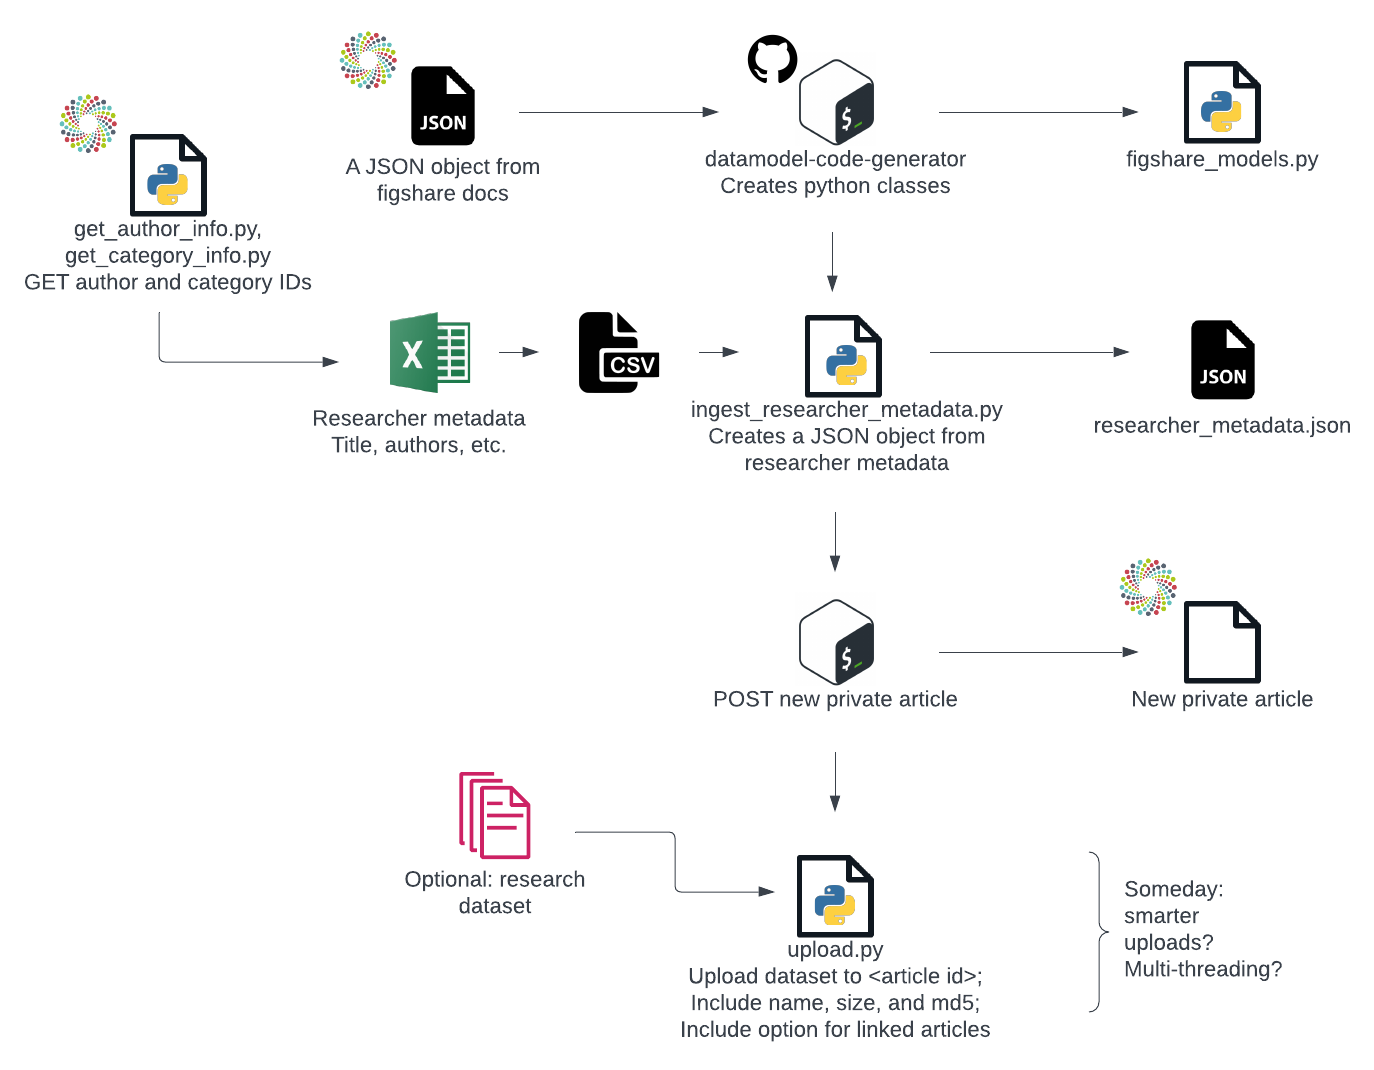 JSON
A JSON object from
figshare docs
$_
datamodel-code-generator
Creates python classes
figshare_models.py
get_author_info.py,
get_category_info.py
GET author and category IDs
X
Researcher metadata
Title, authors, etc.
CSV
ingest_researcher_metadata.py
Creates a JSON object from
researcher metadata
JSON
researcher_metadata.json
$_
POST new private article
New private article
Optional: research
dataset
upload.py
Upload dataset to <article id>;
Include name, size, and md5;
Include option for linked articles
Someday:
smarter
uploads?
Multi-threading?